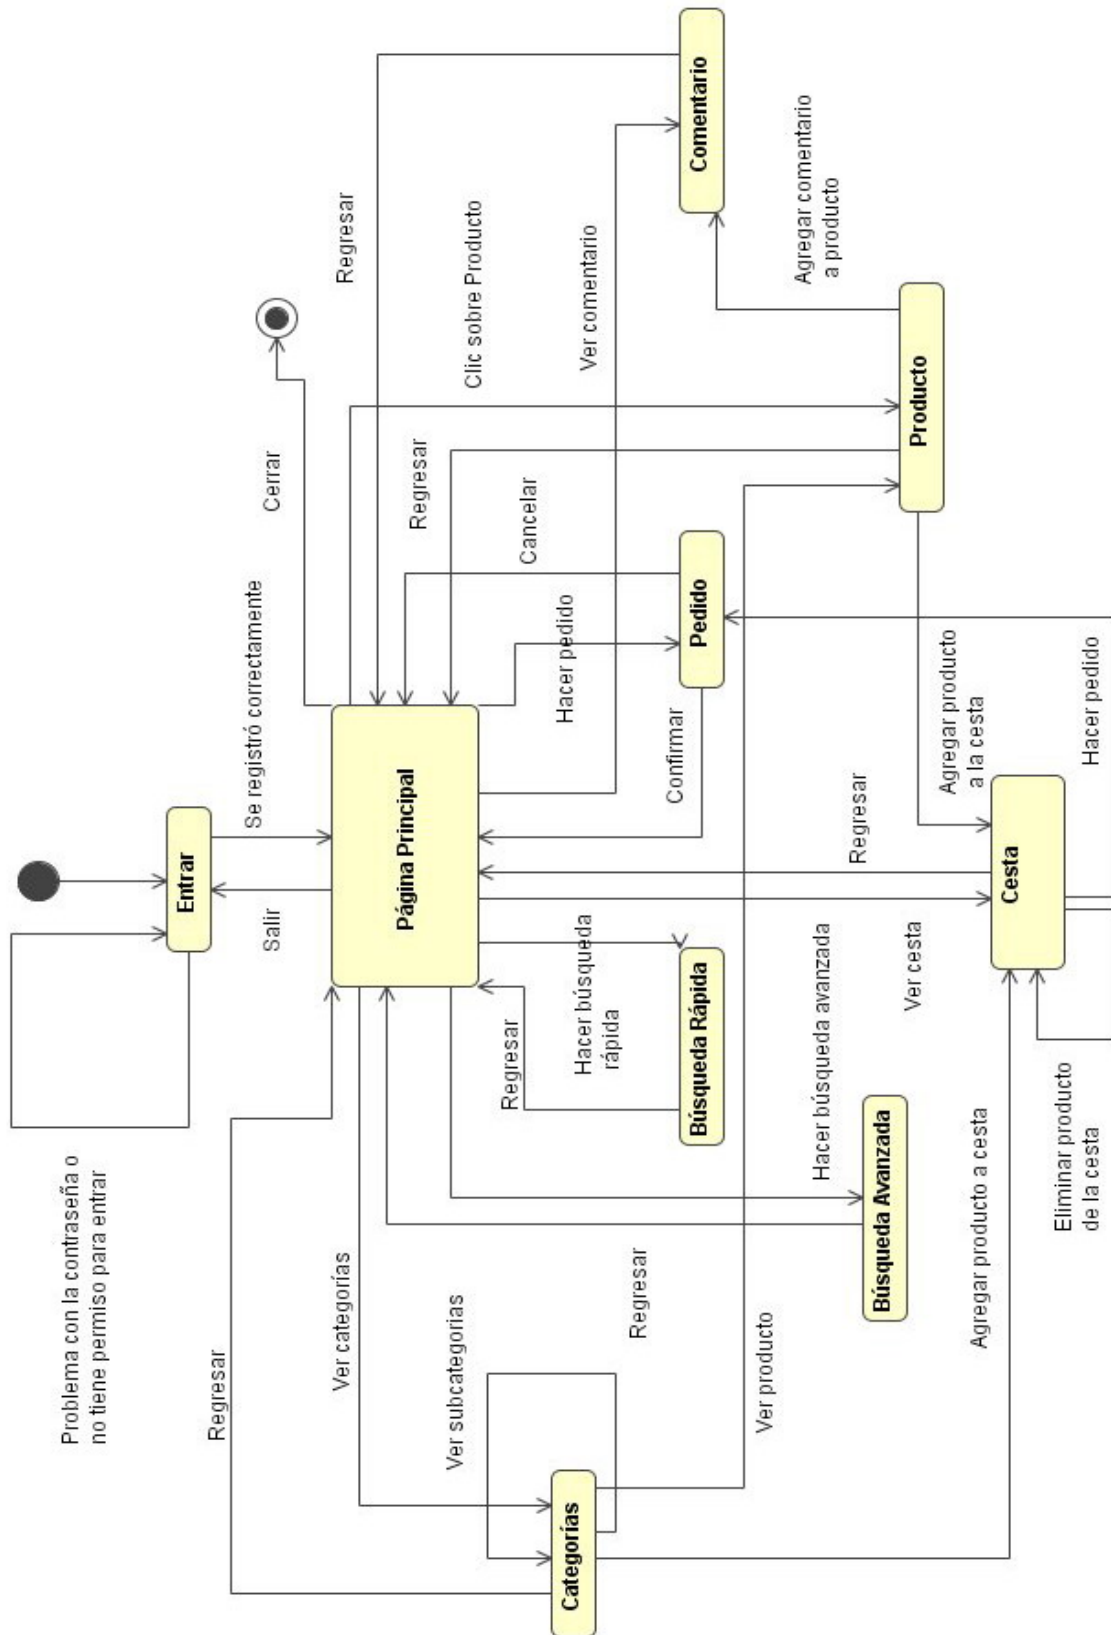 Problema con la contraseña o
no tiene permiso para entrar
Entrar
Regresar
Se registró correctamente
Salir
Cerrar
Ver categorías
Regresar
Página Principal
Regresar
Ver subcategorias
Clic sobre Producto
Regresar
Cancelar
Hacer pedido
Categorías
Hacer búsqueda
rápida
Ver comentario
Regresar
Confirmar
Búsqueda Rápida
Pedido
Comentario
Ver producto
Agregar comentario
a producto
Hacer búsqueda avanzada
Regresar
Búsqueda Avanzada
Ver cesta
Producto
Agregar producto
a la cesta
Agregar producto a cesta
Cesta
Eliminar producto
de la cesta
Hacer pedido